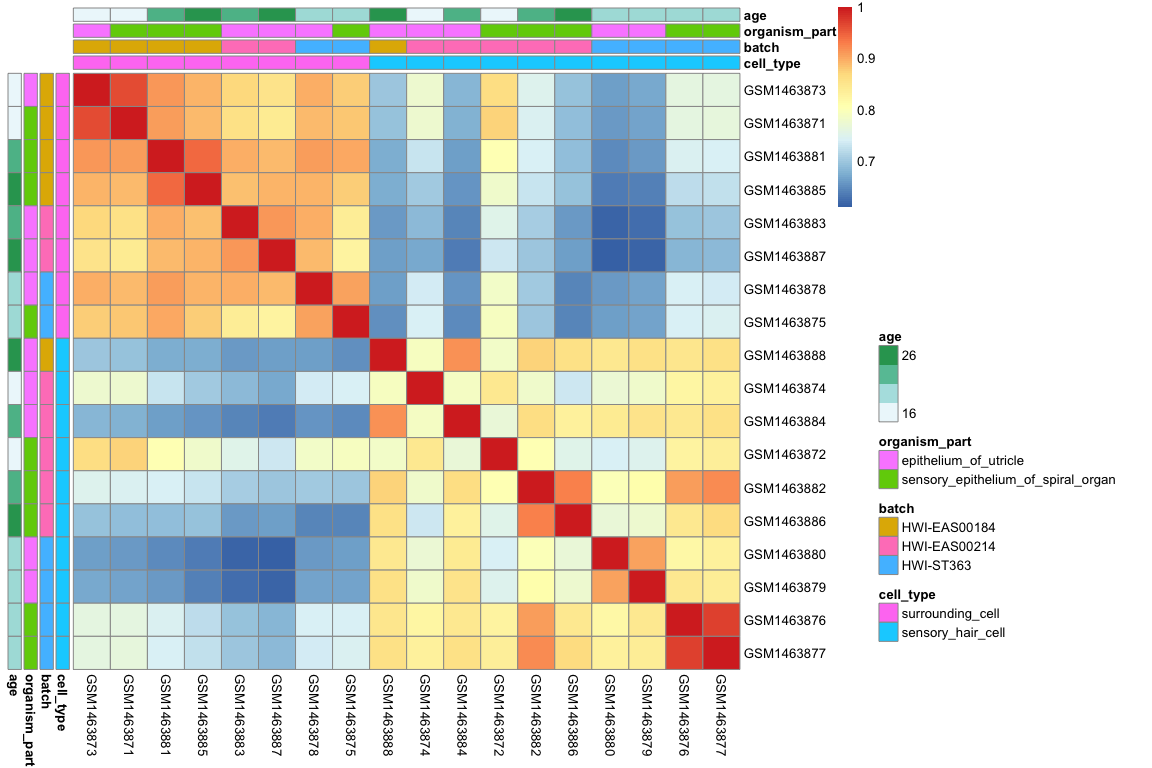 age
organism_part
batch
cell_type
GSM1463873
GSM1463871
GSM1463881
GSM1463885
GSM1463883
GSM1463887
GSM1463878
GSM1463875
GSM1463888
GSM1463874
GSM1463884
GSM1463872
GSM1463882
GSM1463886
GSM1463880
GSM1463879
GSM1463876
GSM1463877
age
organism_part
batch
cell_type
GSM1463873
GSM1463871
GSM1463881
GSM1463885
GSM1463883
GSM1463887
GSM1463878
GSM1463875
GSM1463888
GSM1463874
GSM1463884
GSM1463872
GSM1463882
GSM1463886
GSM1463880
GSM1463879
GSM1463876
GSM1463877
1
0.9
0.8
0.7
age
26
16
organism_part
epithelium_of_utricle
sensory_epithelium_of_spiral_organ
batch
HWI-EAS00184
HWI-EAS00214
HWI-ST363
cell_type
surrounding_cell
sensory_hair_cell